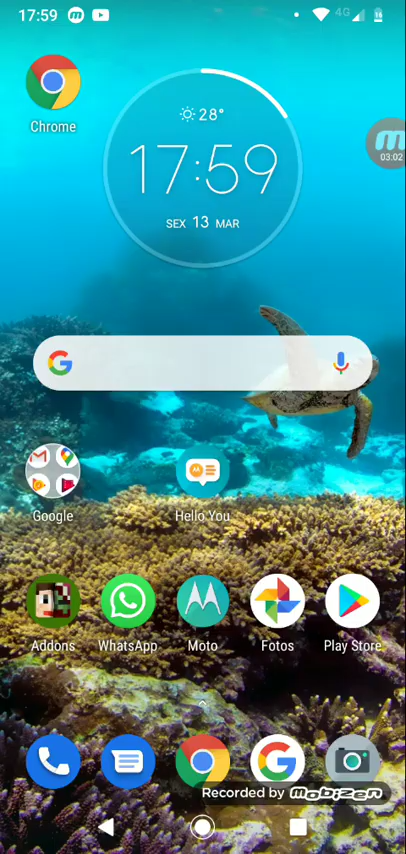 17:59
4G
Chrome
28°
17:59
SEX 13 MAR
03:02
Google
Hello You
Addons
WhatsApp
Moto
Fotos
Play Store
Recorded by mobizen